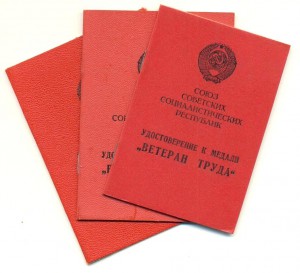 СОЮЗ
СОВЕТСКИХ
СОЦИАЛИСТИЧЕСКИХ
РЕСПУБЛИК
УДОСТОВЕРЕНИЕ К МЕДАЛИ
„ВЕТЕРАН ТРУДА“